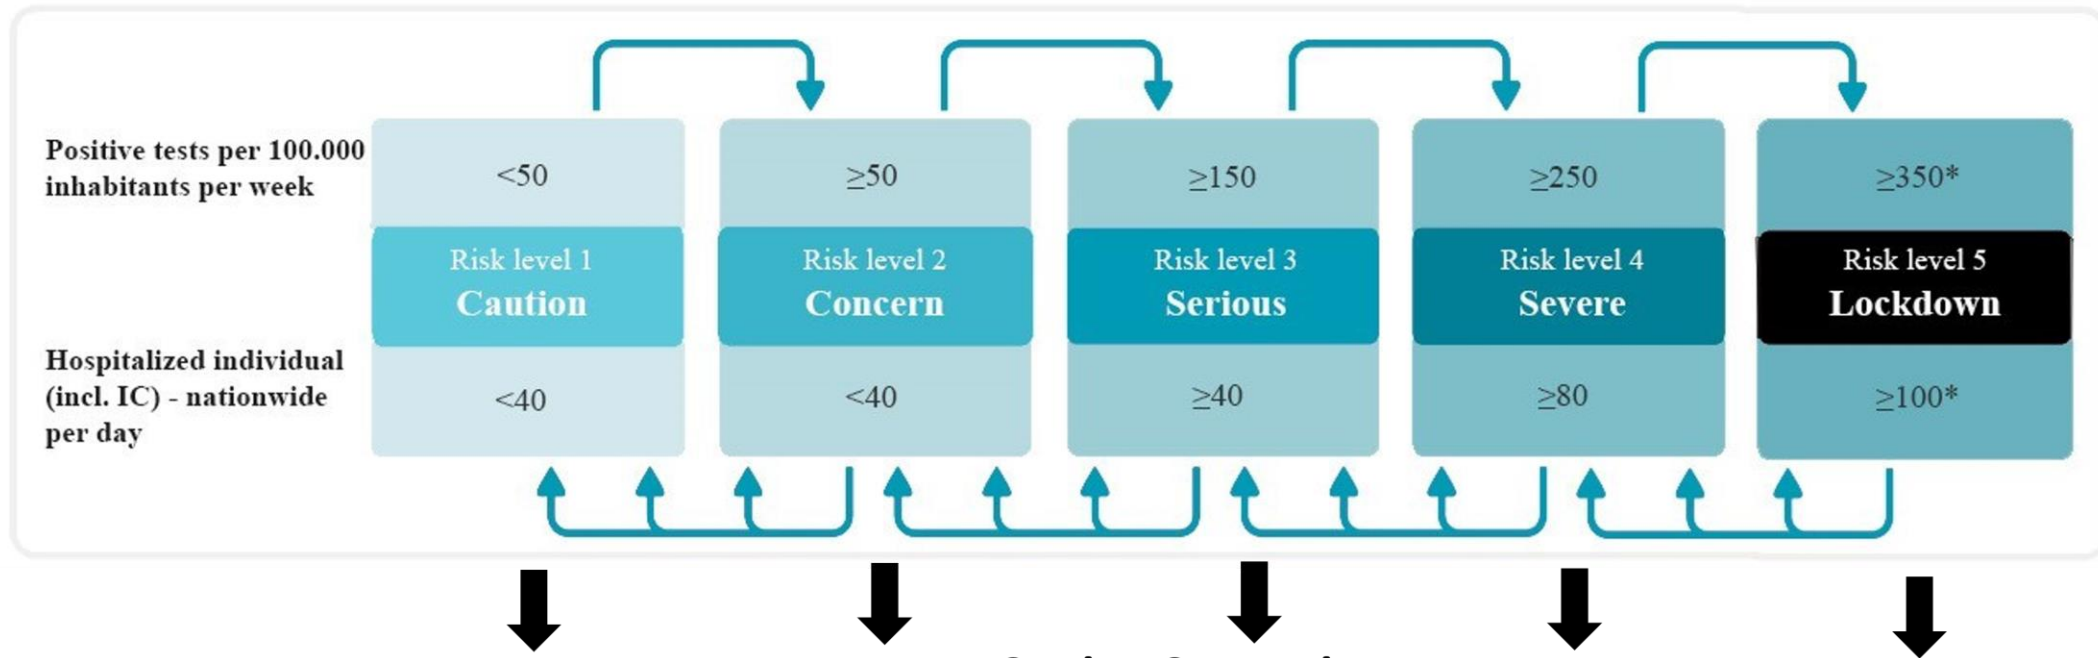 Positive tests per 100.000
inhabitants per week
<50
≥50
≥150
≥250
≥350*
Risk level 1
Caution
Risk level 2
Concern
Risk level 3
Serious
Risk level 4
Severe
Risk level 5
Lockdown
Hospitalized individual
(incl. IC) - nationwide
per day
<40
<40
≥40
≥80
≥100*